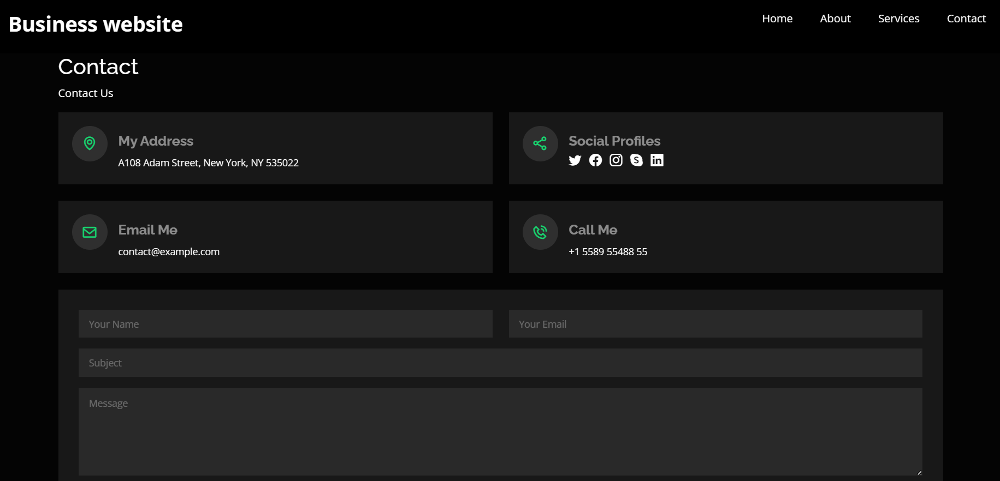 Business website
Home About Services Contact
Contact
Contact Us
My Address
A108 Adam Street, New York, NY 535022
Social Profiles
Email Me
contact@example.com
Call Me
+1 5589 55488 55
Your Name
Your Email
Subject
Message